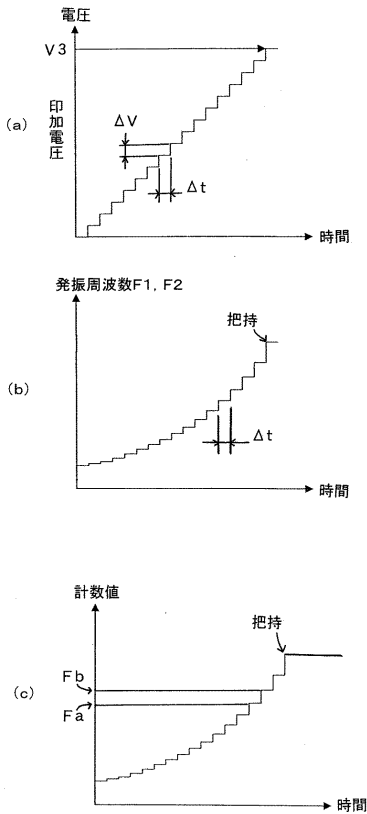 電圧
V3
(a)
印加電圧
ΔV
Δt
時間
発振周波数F1, F2
把持
(b)
Δt
時間
計数値
把持
(c)
Fb
Fa
時間